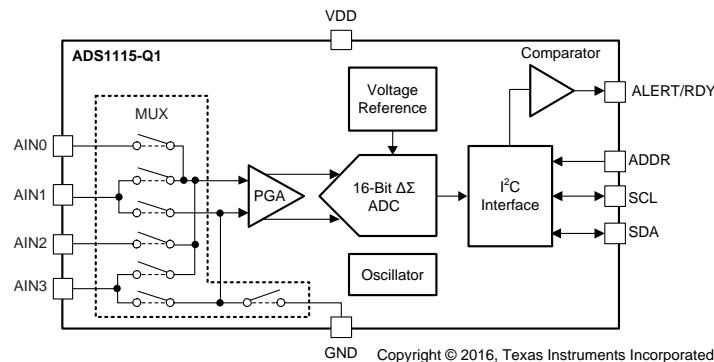 VDD
ADS1115-Q1
Comparator
Voltage
Reference
ALERT/RDY
MUX
AIN0
ADDR
AIN1
PGA
16-Bit ΔΣ
ADC
I²C
Interface
SCL
AIN2
SDA
AIN3
Oscillator
GND
Copyright © 2016, Texas Instruments Incorporated